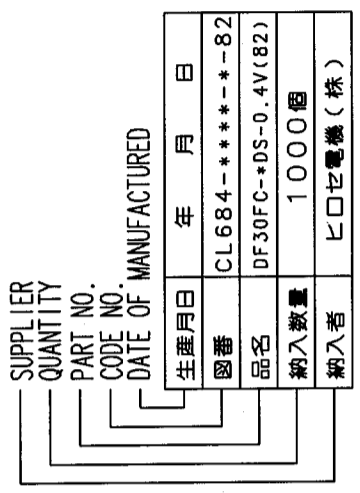 SUPPLIER
QUANTITY
PART NO.
CODE NO.
DATE OF MANUFACTURED
生産月日 年 月 日
図番 CL684-****-*-82
品名 DF30FC-*DS-0.4V(82)
納入数量 1000個
納入者 ヒロセ電機(株)